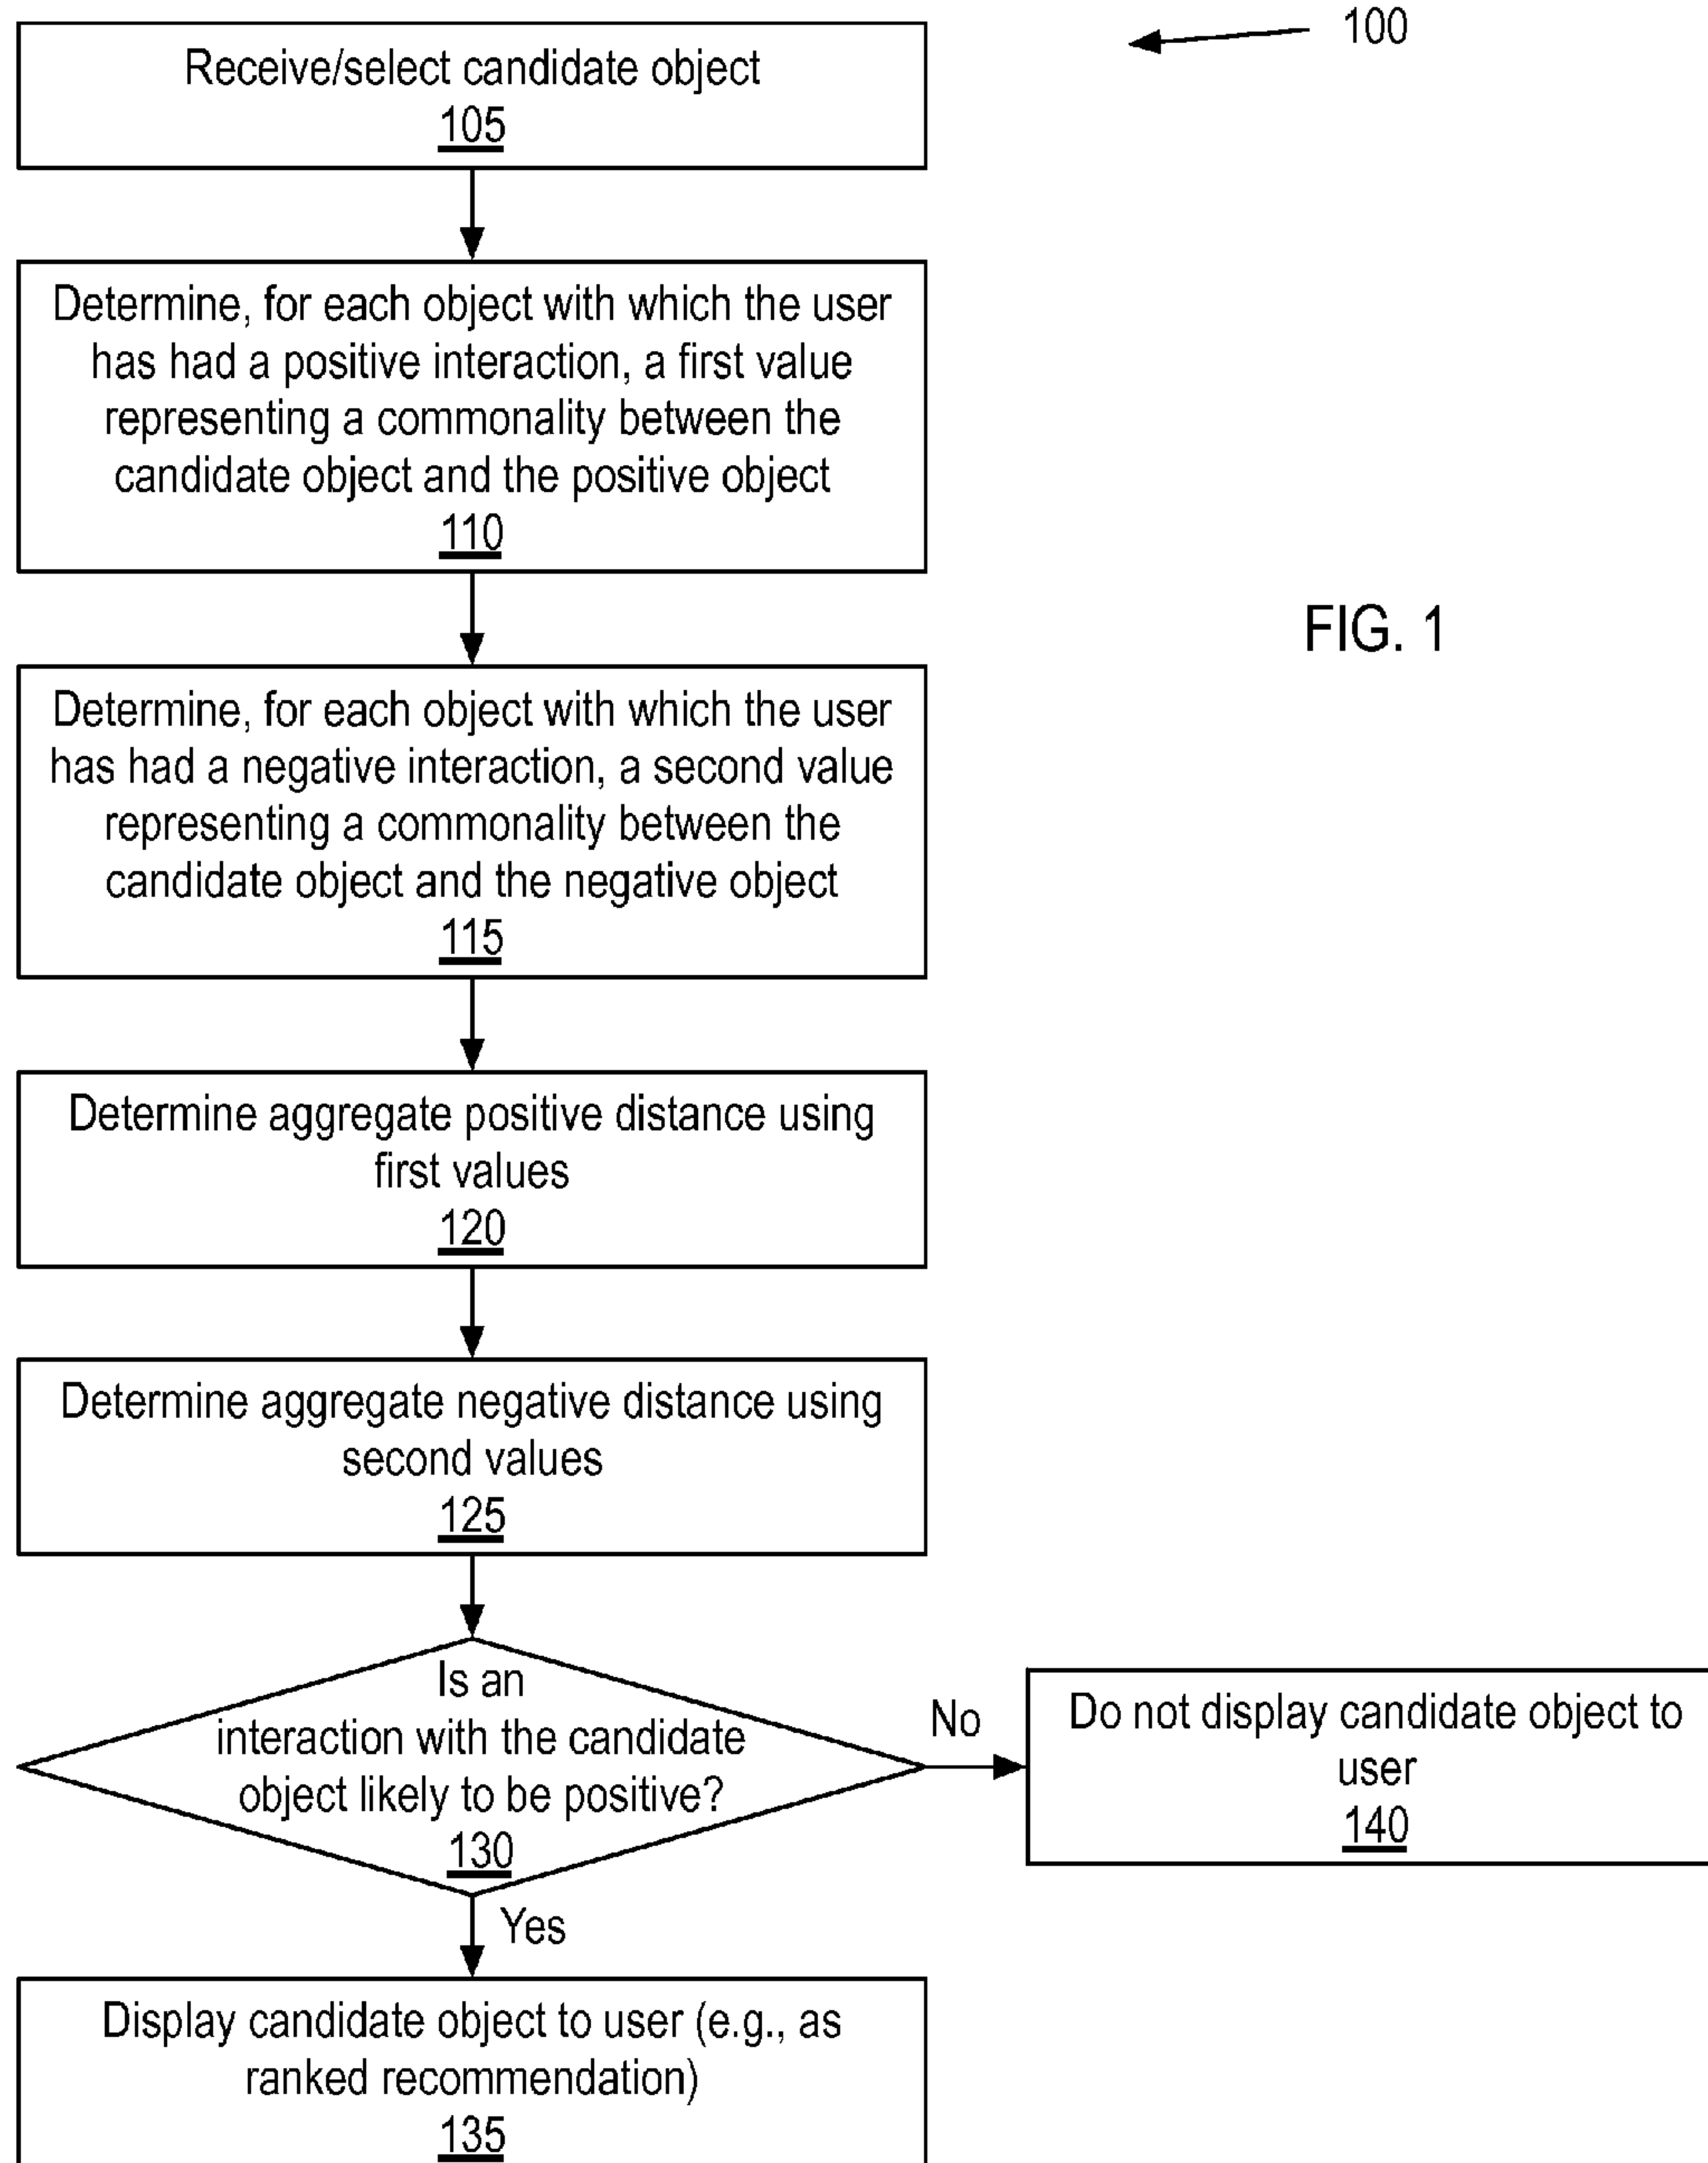 100
Receive/select candidate object
105
Determine, for each object with which the user
has had a positive interaction, a first value
representing a commonality between the
candidate object and the positive object
110
FIG. 1
Determine, for each object with which the user
has had a negative interaction, a second value
representing a commonality between the
candidate object and the negative object
115
Determine aggregate positive distance using
first values
120
Determine aggregate negative distance using
second values
125
Is an
interaction with the candidate
object likely to be positive?
130
No
Do not display candidate object to
user
140
Yes
Display candidate object to user (e.g., as
ranked recommendation)
135